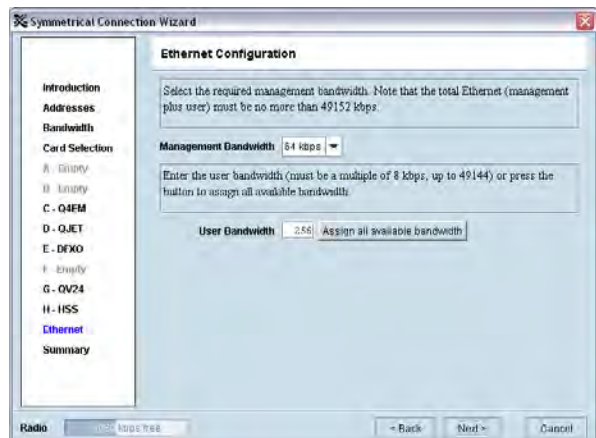 Symmetrical Connection Wizard
Ethernet Configuration
Introduction
Addresses
Bandwidth
Card Selection
A - Empty
B - Empty
C - Q4EM
D - QJET
E - DFXO
F - Empty
G - QV24
H - HSS
Ethernet
Summary
Select the required management bandwidth. Note that the total Ethernet (management
plus user) must be no more than 49152 kbps.
Management Bandwidth 64 kbps
Enter the user bandwidth (must be a multiple of 8 kbps, up to 49144) or press the
button to assign all available bandwidth
User Bandwidth 256 Assign all available bandwidth
Radio kbps free
< Back Next > Cancel